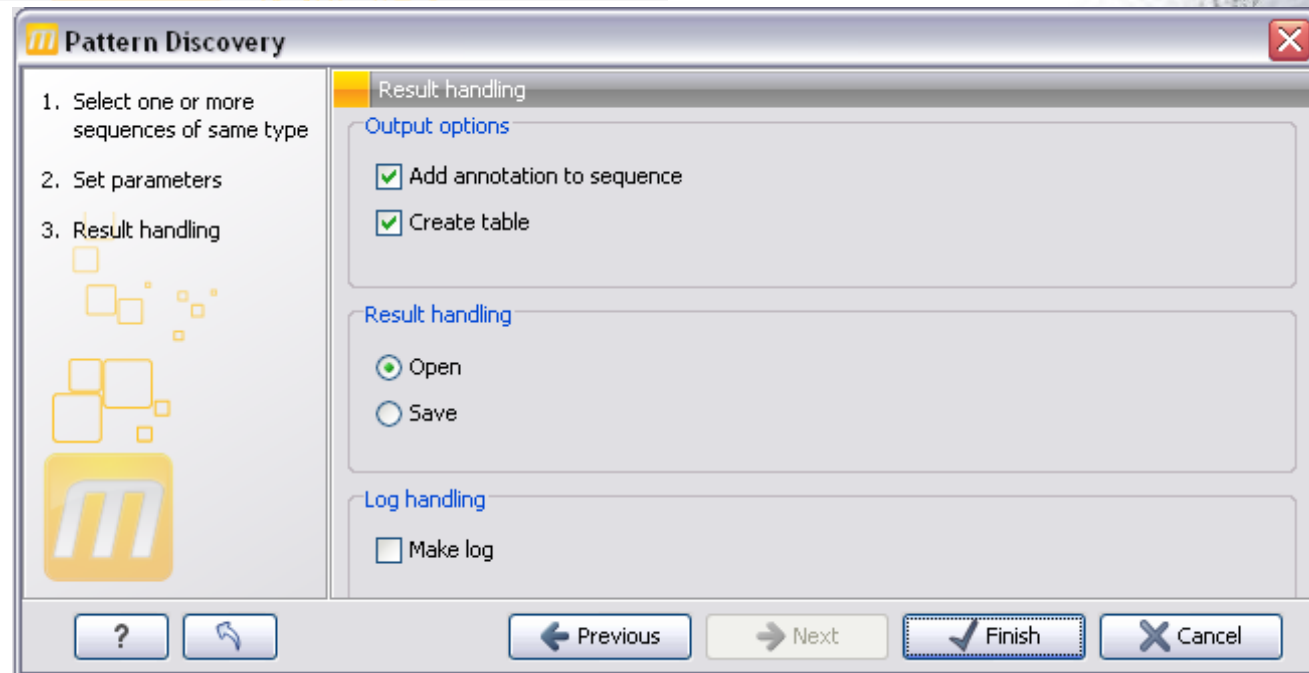 Pattern Discovery
1. Select one or more
sequences of same type
2. Set parameters
3. Result handling
Result handling
Output options
Add annotation to sequence
Create table
Result handling
Open
Save
Log handling
Make log
?
Previous
Next
Finish
Cancel